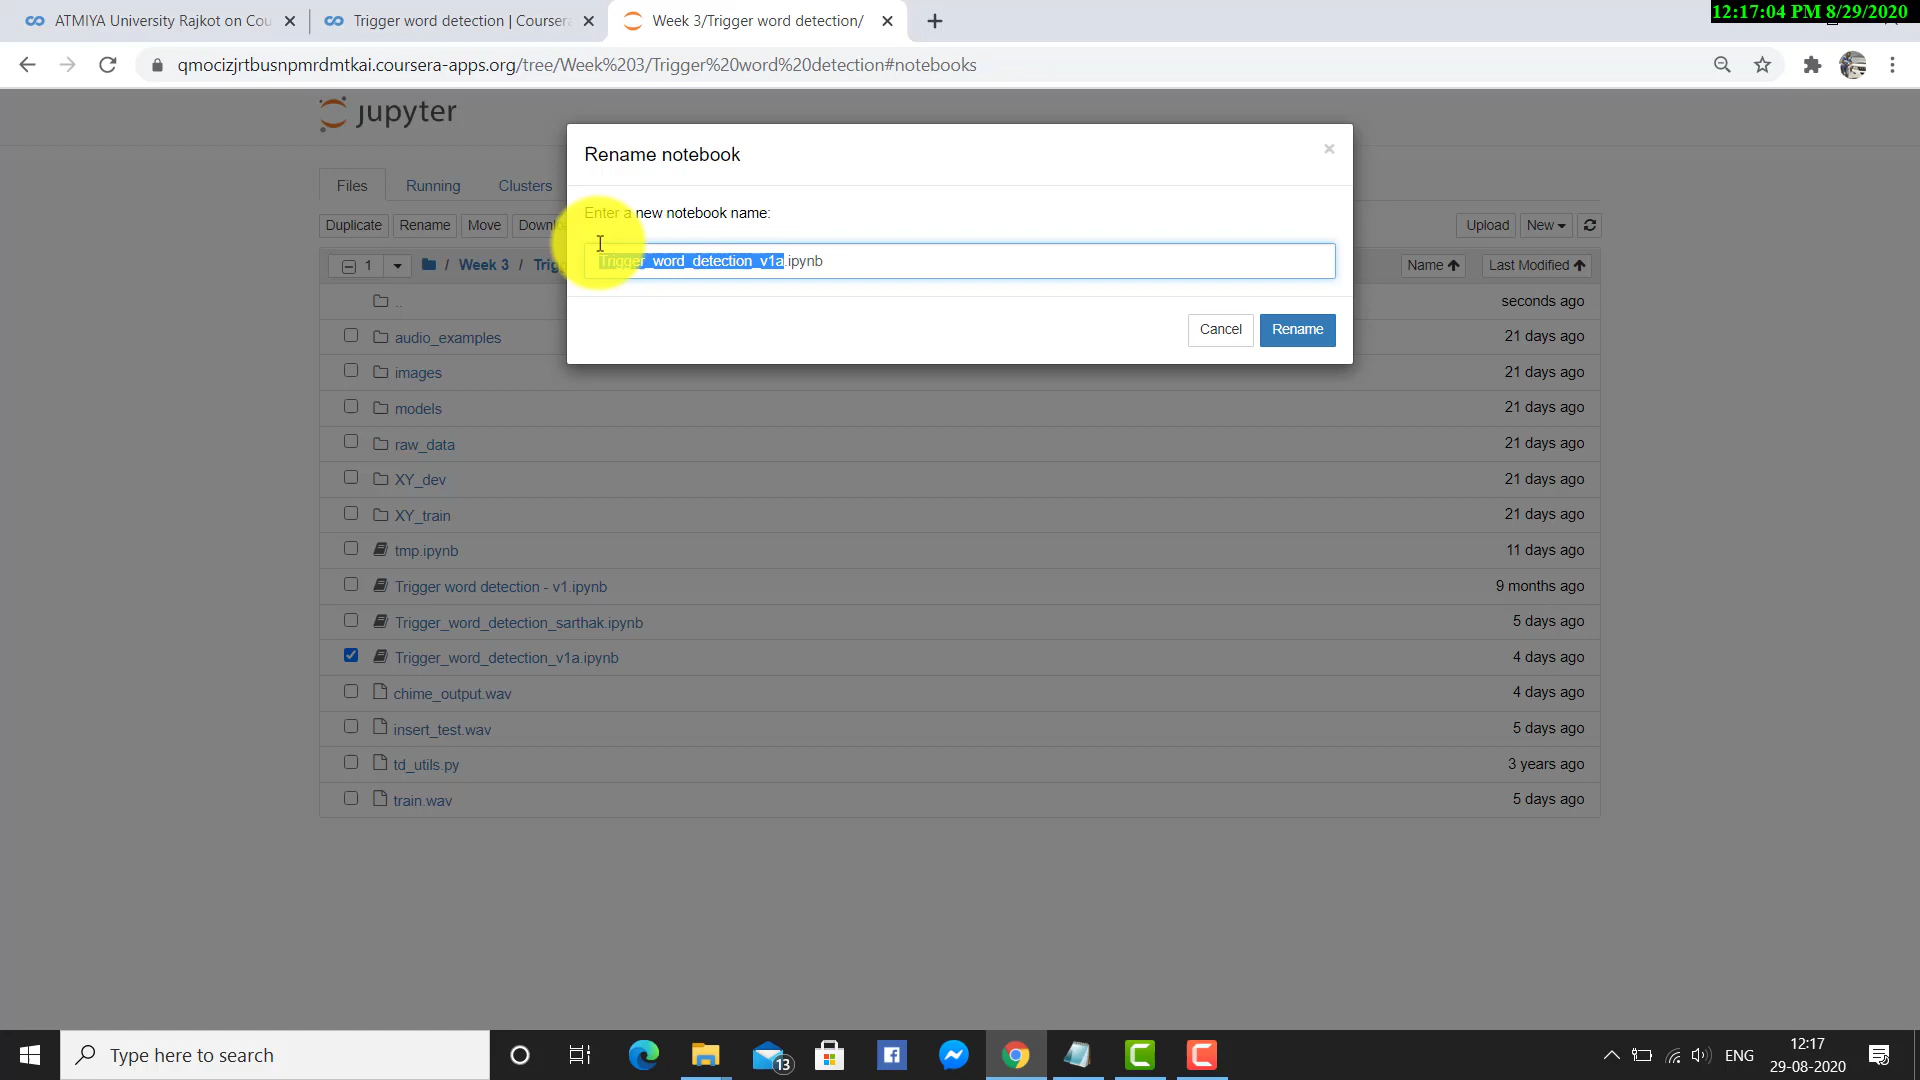 ATMIYA University Rajkot on Cou
Trigger word detection | Coursera
Week 3/Trigger word detection/
12:17:04 PM 8/29/2020
qmocizjrtbusnpmrdmtkai.coursera-apps.org/tree/Week%203/Trigger%20word%20detection#notebooks
jupyter
Rename notebook
×
Files Running Clusters
Enter a new notebook name:
Duplicate Rename Move Downlo
Upload New
Trigger_word_detection_v1a.ipynb
1 / Week 3 / Trig
Name Last Modified
Cancel Rename
.. seconds ago
audio_examples 21 days ago
images 21 days ago
models 21 days ago
raw_data 21 days ago
XY_dev 21 days ago
XY_train 21 days ago
tmp.ipynb 11 days ago
Trigger word detection - v1.ipynb 9 months ago
Trigger_word_detection_sarthak.ipynb 5 days ago
Trigger_word_detection_v1a.ipynb 4 days ago
chime_output.wav 4 days ago
insert_test.wav 5 days ago
td_utils.py 3 years ago
train.wav 5 days ago
Type here to search
13
ENG
12:17
29-08-2020